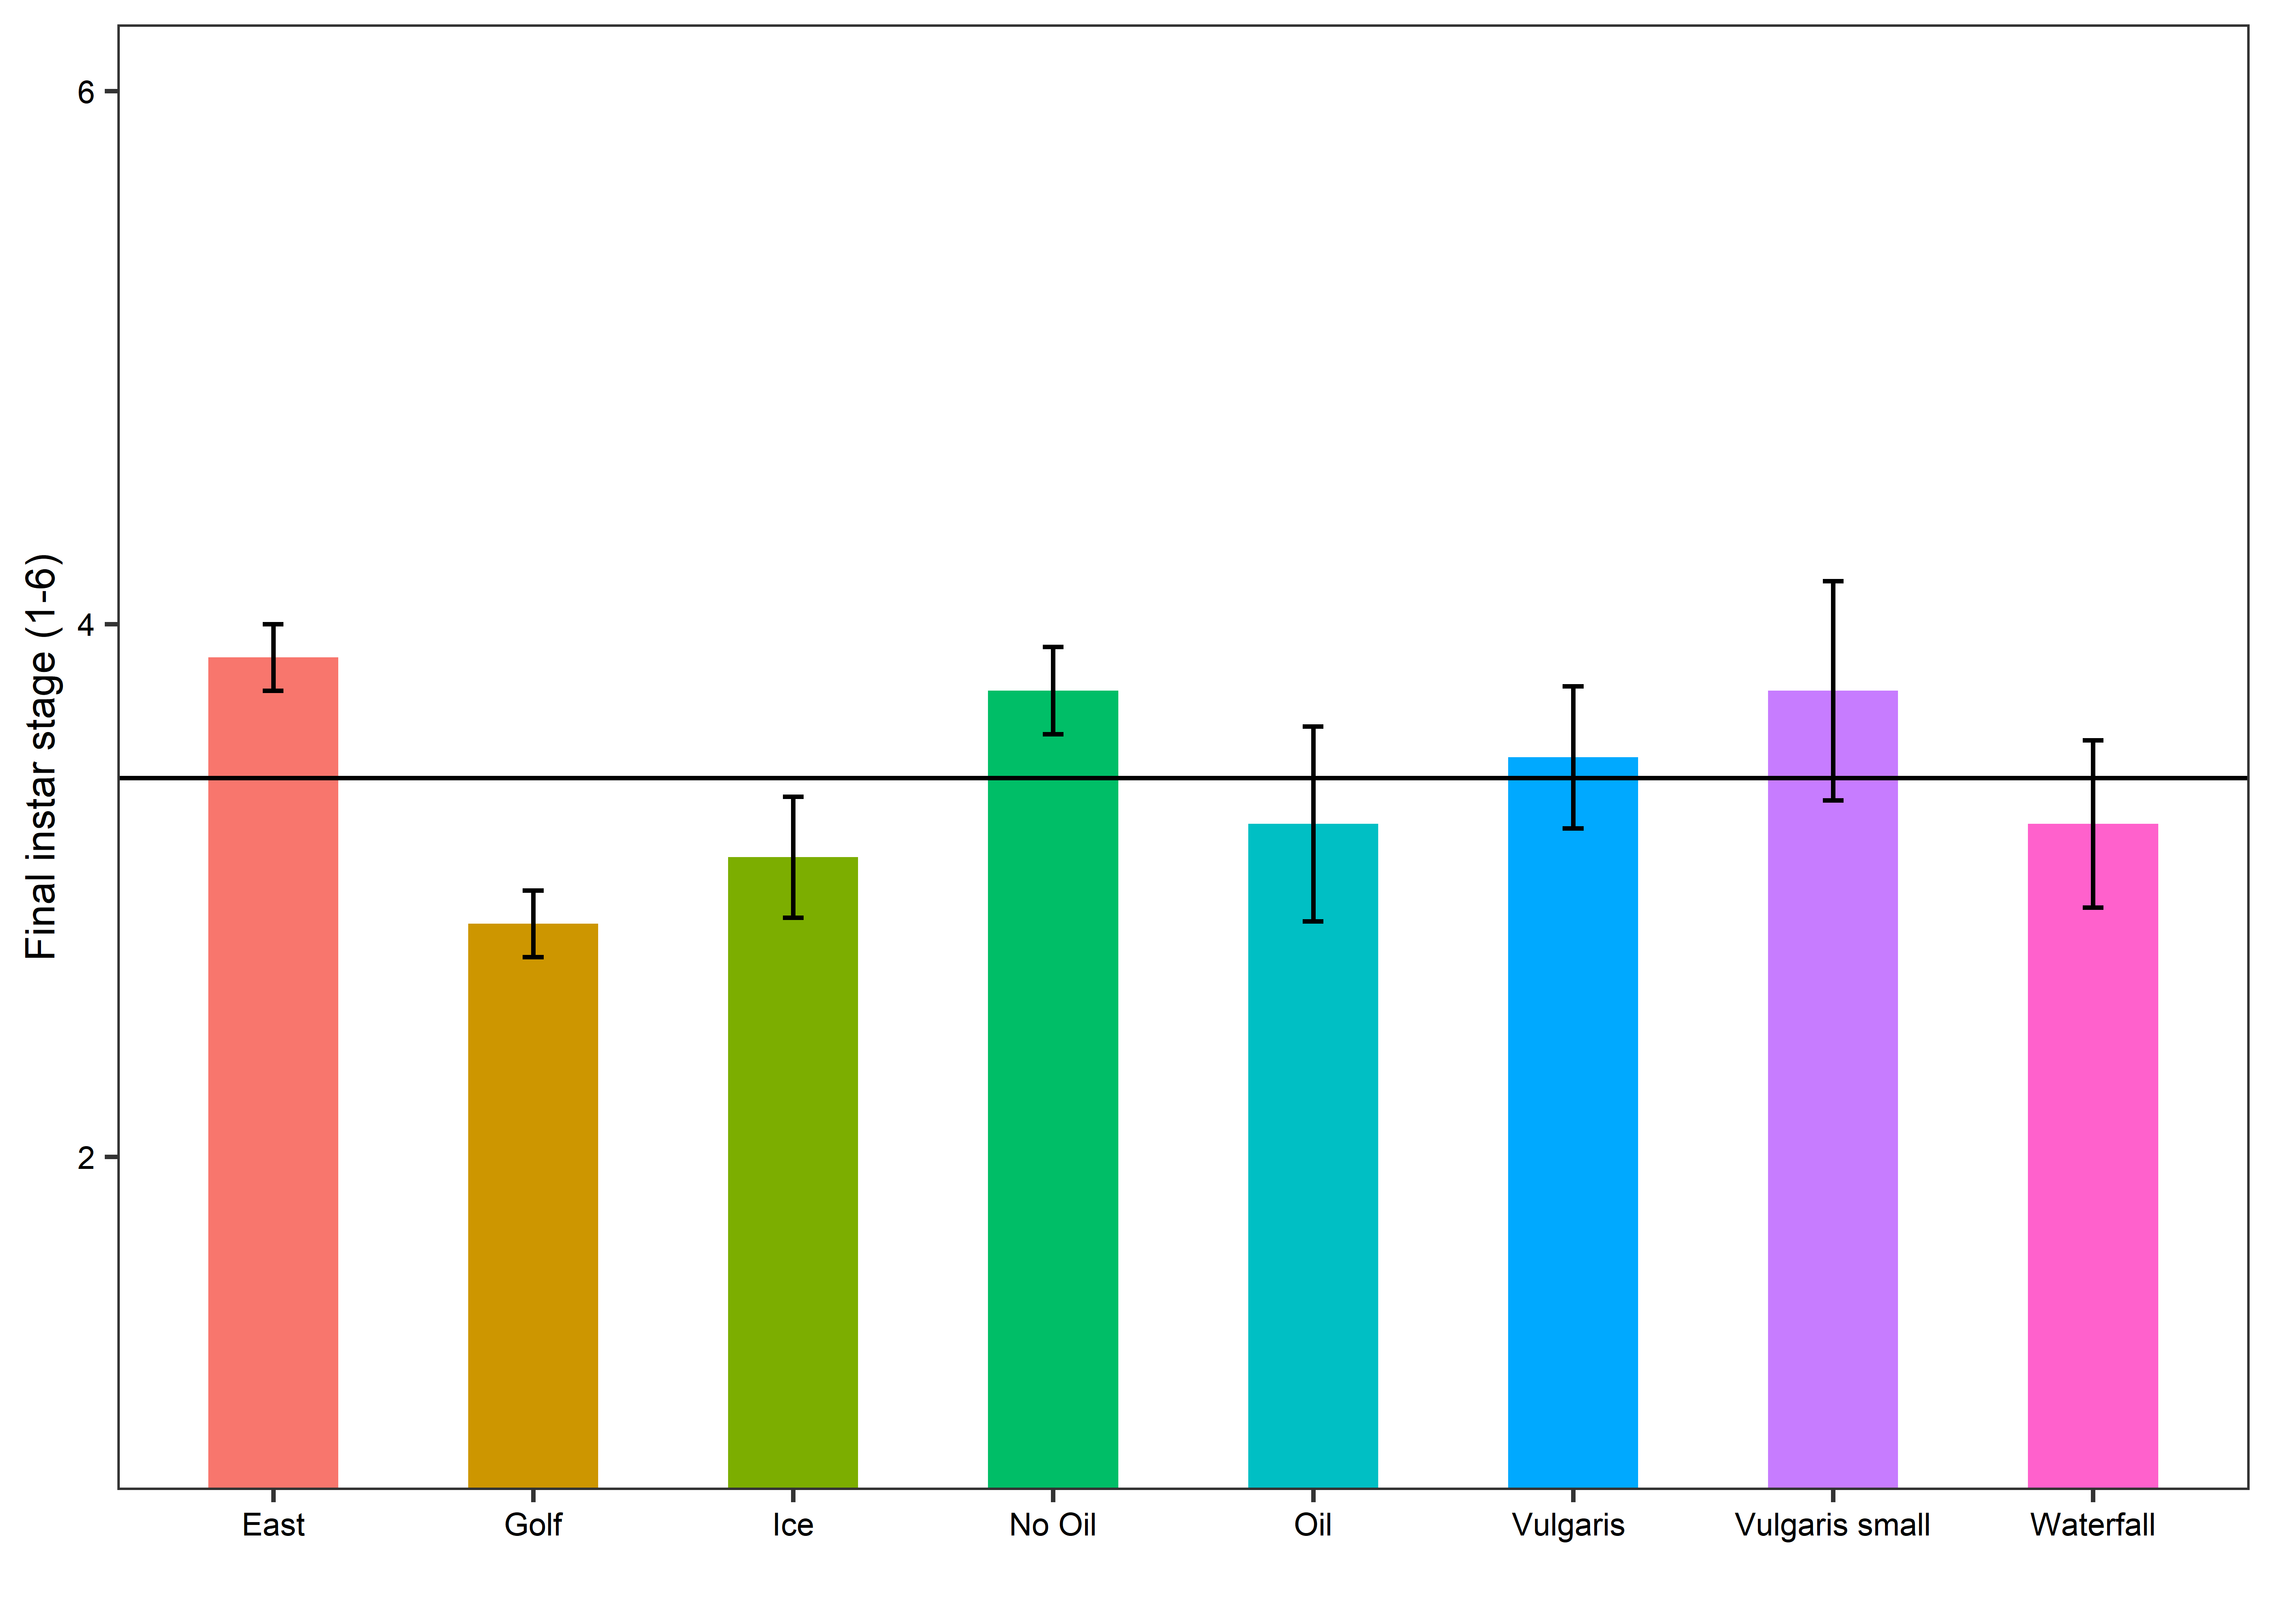 Final instar stage (1-6)
6
4
2
East
Golf
Ice
No Oil
Oil
Vulgaris
Vulgaris small
Waterfall